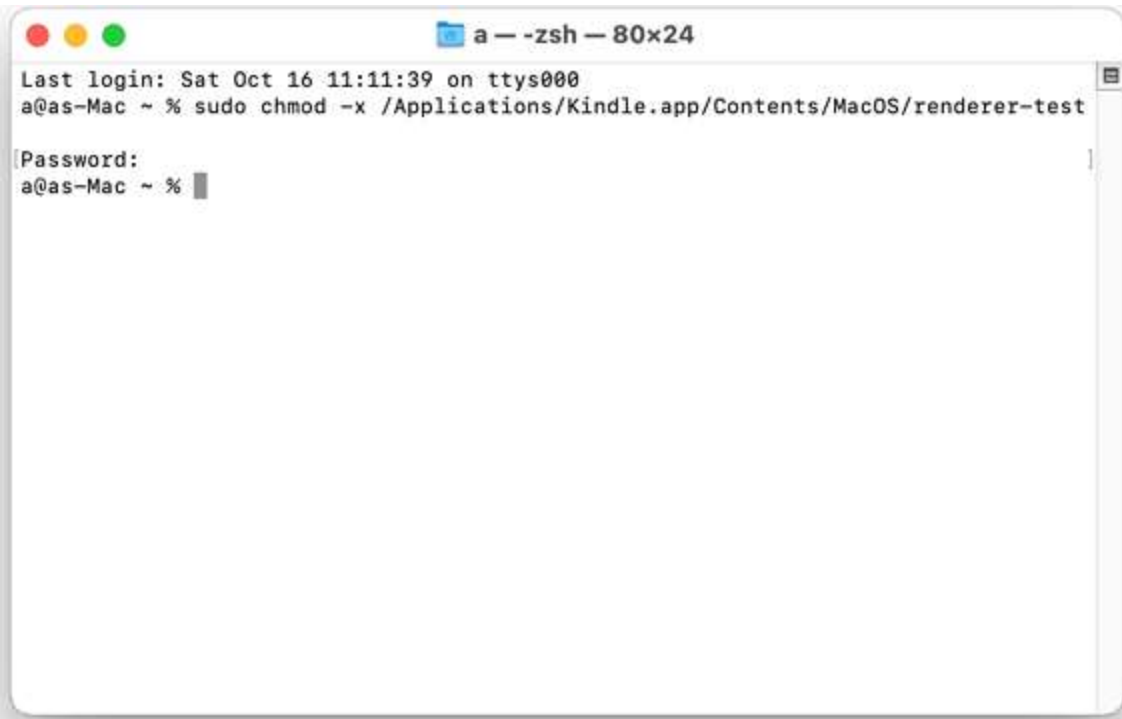 a — -zsh — 80×24
Last login: Sat Oct 16 11:11:39 on ttys000
a@as-Mac ~ % sudo chmod -x /Applications/Kindle.app/Contents/MacOS/renderer-test
[Password: ]
a@as-Mac ~ %